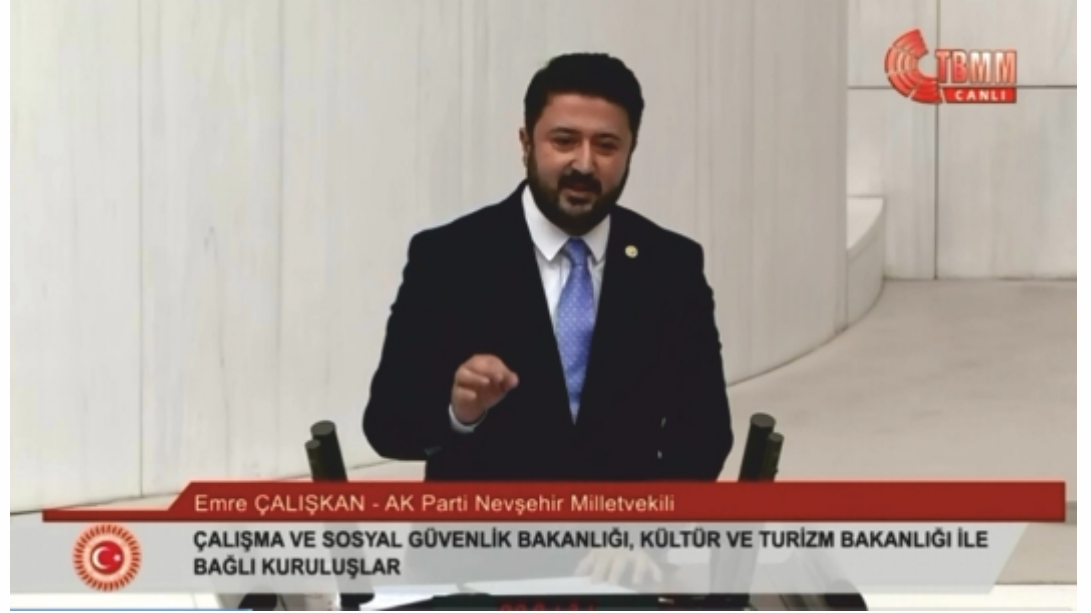 TBMM
CANLI
Emre ÇALIŞKAN - AK Parti Nevşehir Milletvekili
ÇALIŞMA VE SOSYAL GÜVENLİK BAKANLIĞI, KÜLTÜR VE TURİZM BAKANLIĞI İLE
BAĞLI KURULUŞLAR